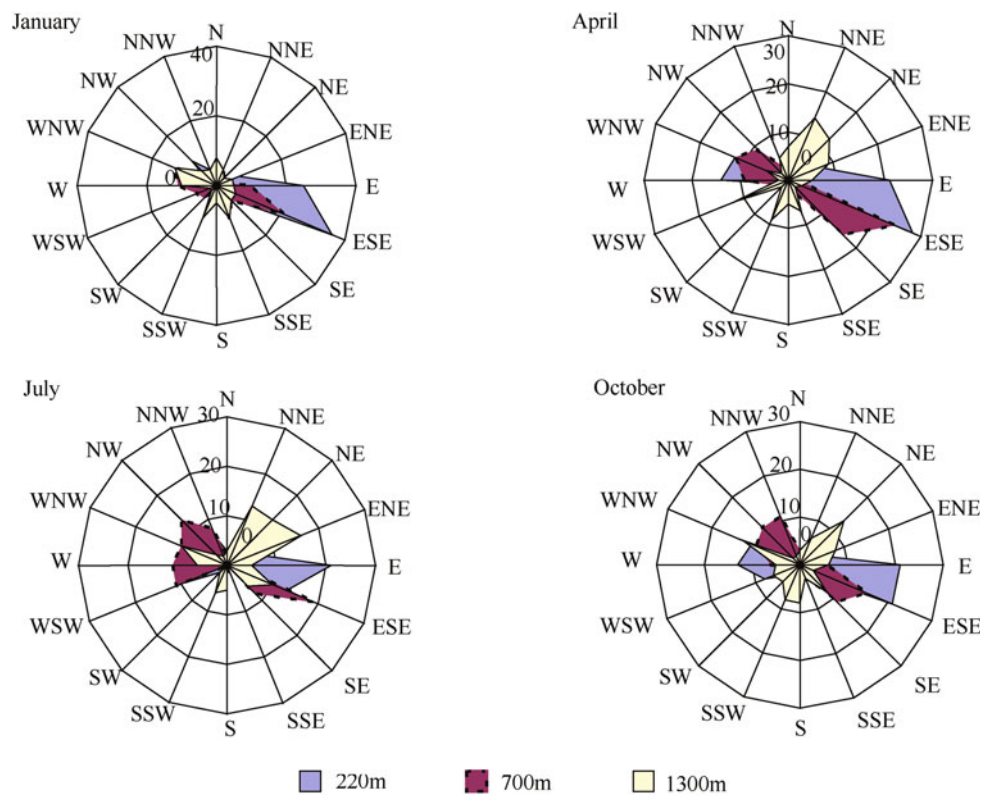 January
N
NNW
NNE
40
NW
NE
20
WNW
ENE
0
W
E
WSW
ESE
SW
SE
SSW
SSE
S
April
N
NNW
NNE
30
NW
NE
20
WNW
ENE
10
0
W
E
WSW
ESE
SW
SE
SSW
SSE
S
July
N
NNW
30
NNE
NW
NE
20
WNW
ENE
10
0
W
E
WSW
ESE
SW
SE
SSW
SSE
S
October
N
NNW
30
NNE
NW
NE
20
WNW
ENE
10
0
W
E
WSW
ESE
SW
SE
SSW
SSE
S
220m 700m 1300m